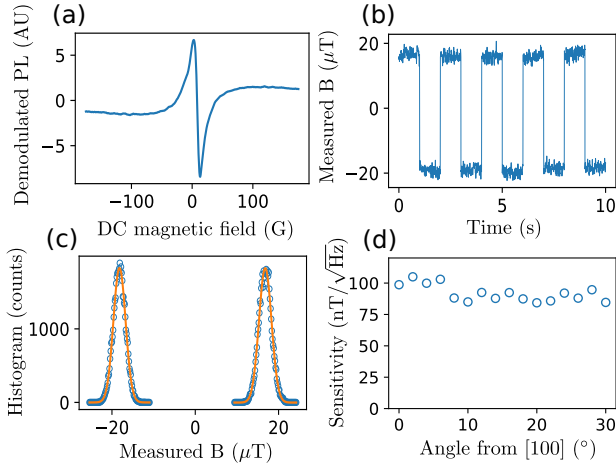 (a)
Demodulated PL (AU)
5
0
−5
−100
0
100
DC magnetic field (G)
(b)
Measured B (μT)
20
0
−20
0
5
10
Time (s)
(c)
Histogram (counts)
1000
0
−20
0
20
Measured B (μT)
(d)
Sensitivity (nT/√Hz)
100
75
50
25
0
0
10
20
30
Angle from [100] (°)